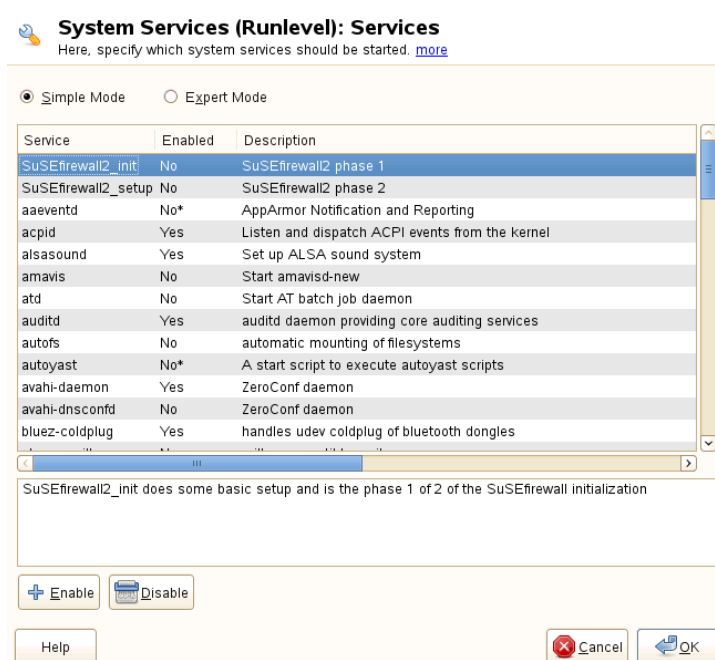 System Services (Runlevel): Services
Here, specify which system services should be started. more
Simple Mode Expert Mode
Service Enabled Description
SuSEfirewall2_init No SuSEfirewall2 phase 1
SuSEfirewall2_setup No SuSEfirewall2 phase 2
aaeventd No* AppArmor Notification and Reporting
acpid Yes Listen and dispatch ACPI events from the kernel
alsasound Yes Set up ALSA sound system
amavis No Start amavisd-new
atd No Start AT batch job daemon
auditd Yes auditd daemon providing core auditing services
autofs No automatic mounting of filesystems
autoyast No* A start script to execute autoyast scripts
avahi-daemon Yes ZeroConf daemon
avahi-dnsconfd No ZeroConf daemon
bluez-coldplug Yes handles udev coldplug of bluetooth dongles
SuSEfirewall2_init does some basic setup and is the phase 1 of 2 of the SuSEfirewall initialization
Enable Disable
Help Cancel OK